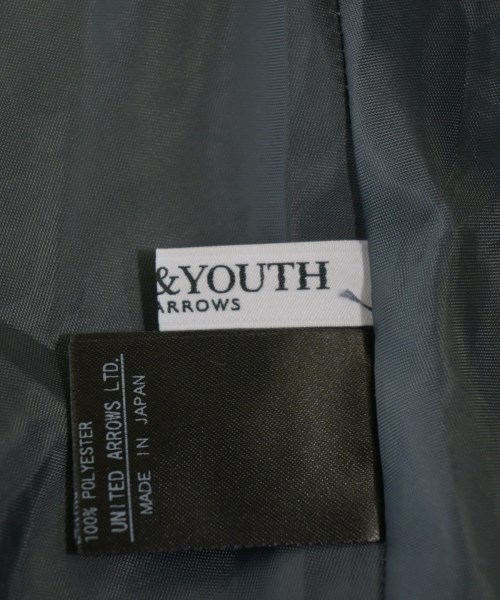 &YOUTH
ARROWS
100% POLYESTER
UNITED ARROWS LTD.
MADE IN JAPAN